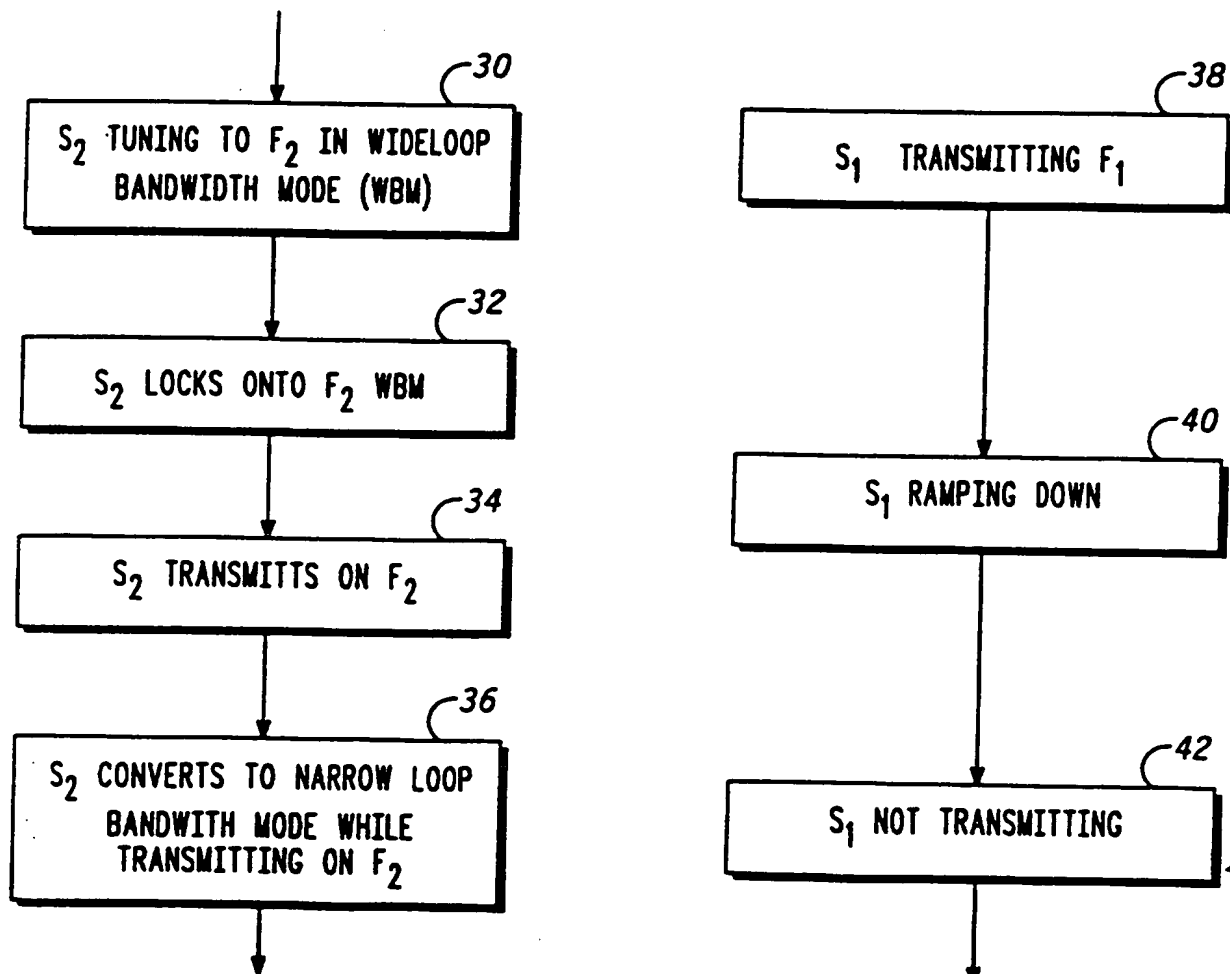 30
S₂ TUNING TO F₂ IN WIDELOOP
BANDWIDTH MODE (WBM)
32
S₂ LOCKS ONTO F₂ WBM
34
S₂ TRANSMITTS ON F₂
36
S₂ CONVERTS TO NARROW LOOP
BANDWITH MODE WHILE
TRANSMITTING ON F₂
38
S₁ TRANSMITTING F₁
40
S₁ RAMPING DOWN
42
S₁ NOT TRANSMITTING